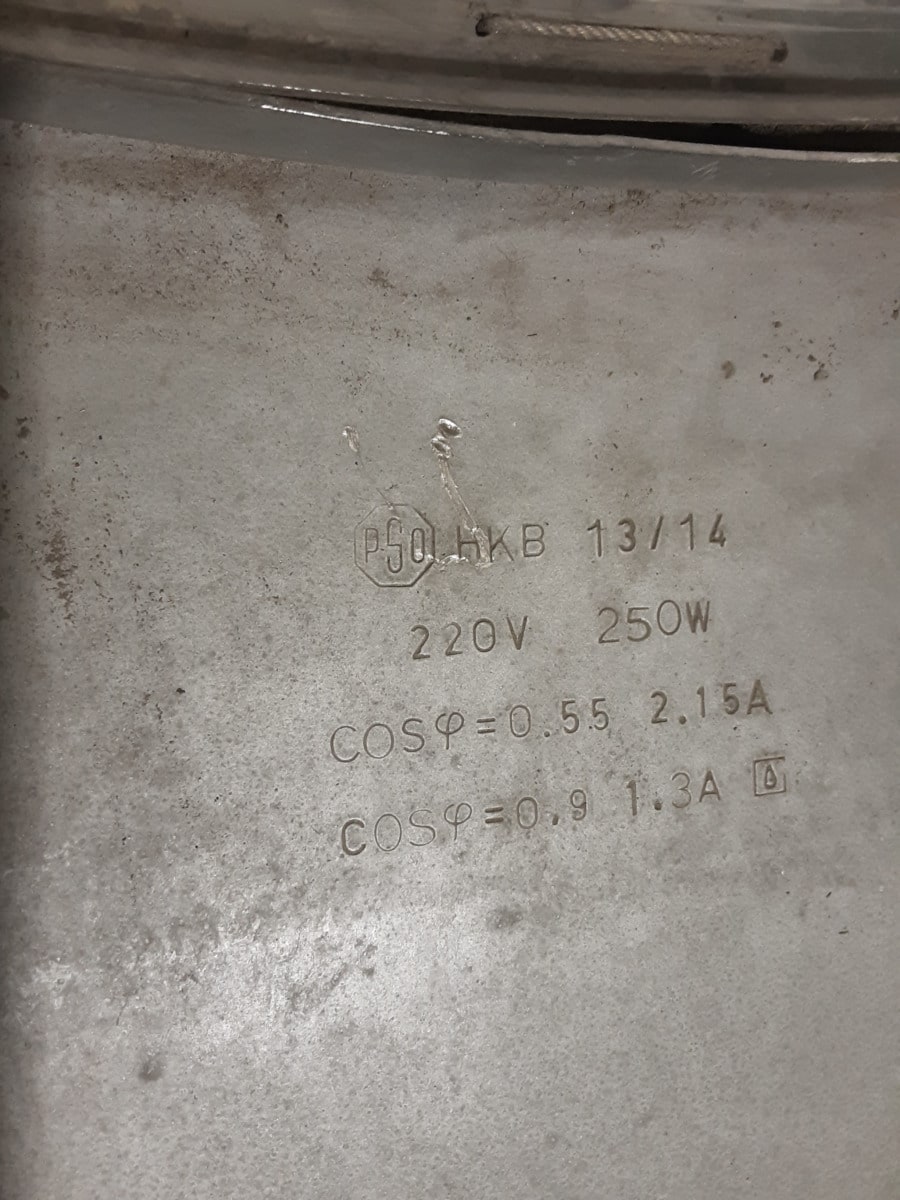 PSO HKB 13/14
220V 250W
COSφ=0.55 2.15A
COSφ=0.9 1.3A